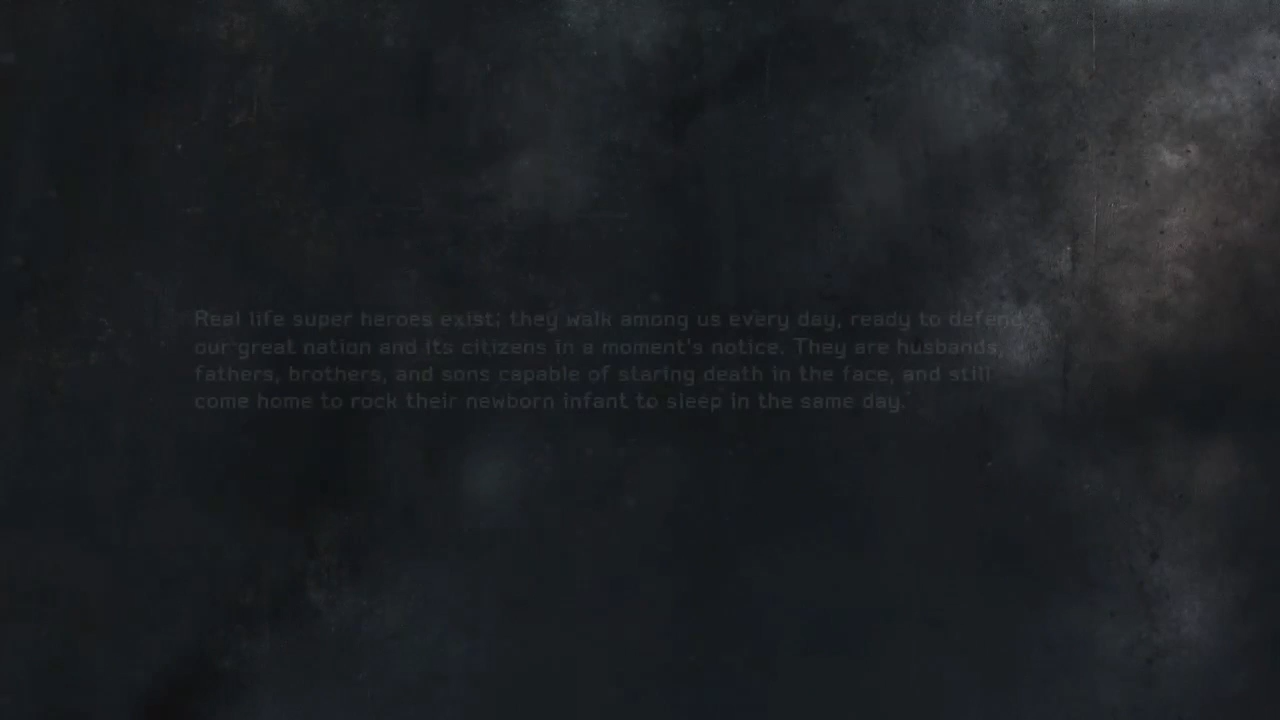 Real life super heroes exist; they walk among us every day, ready to defend
our great nation and its citizens in a moment's notice. They are husbands,
fathers, brothers, and sons capable of staring death in the face, and still
come home to rock their newborn infant to sleep in the same day.